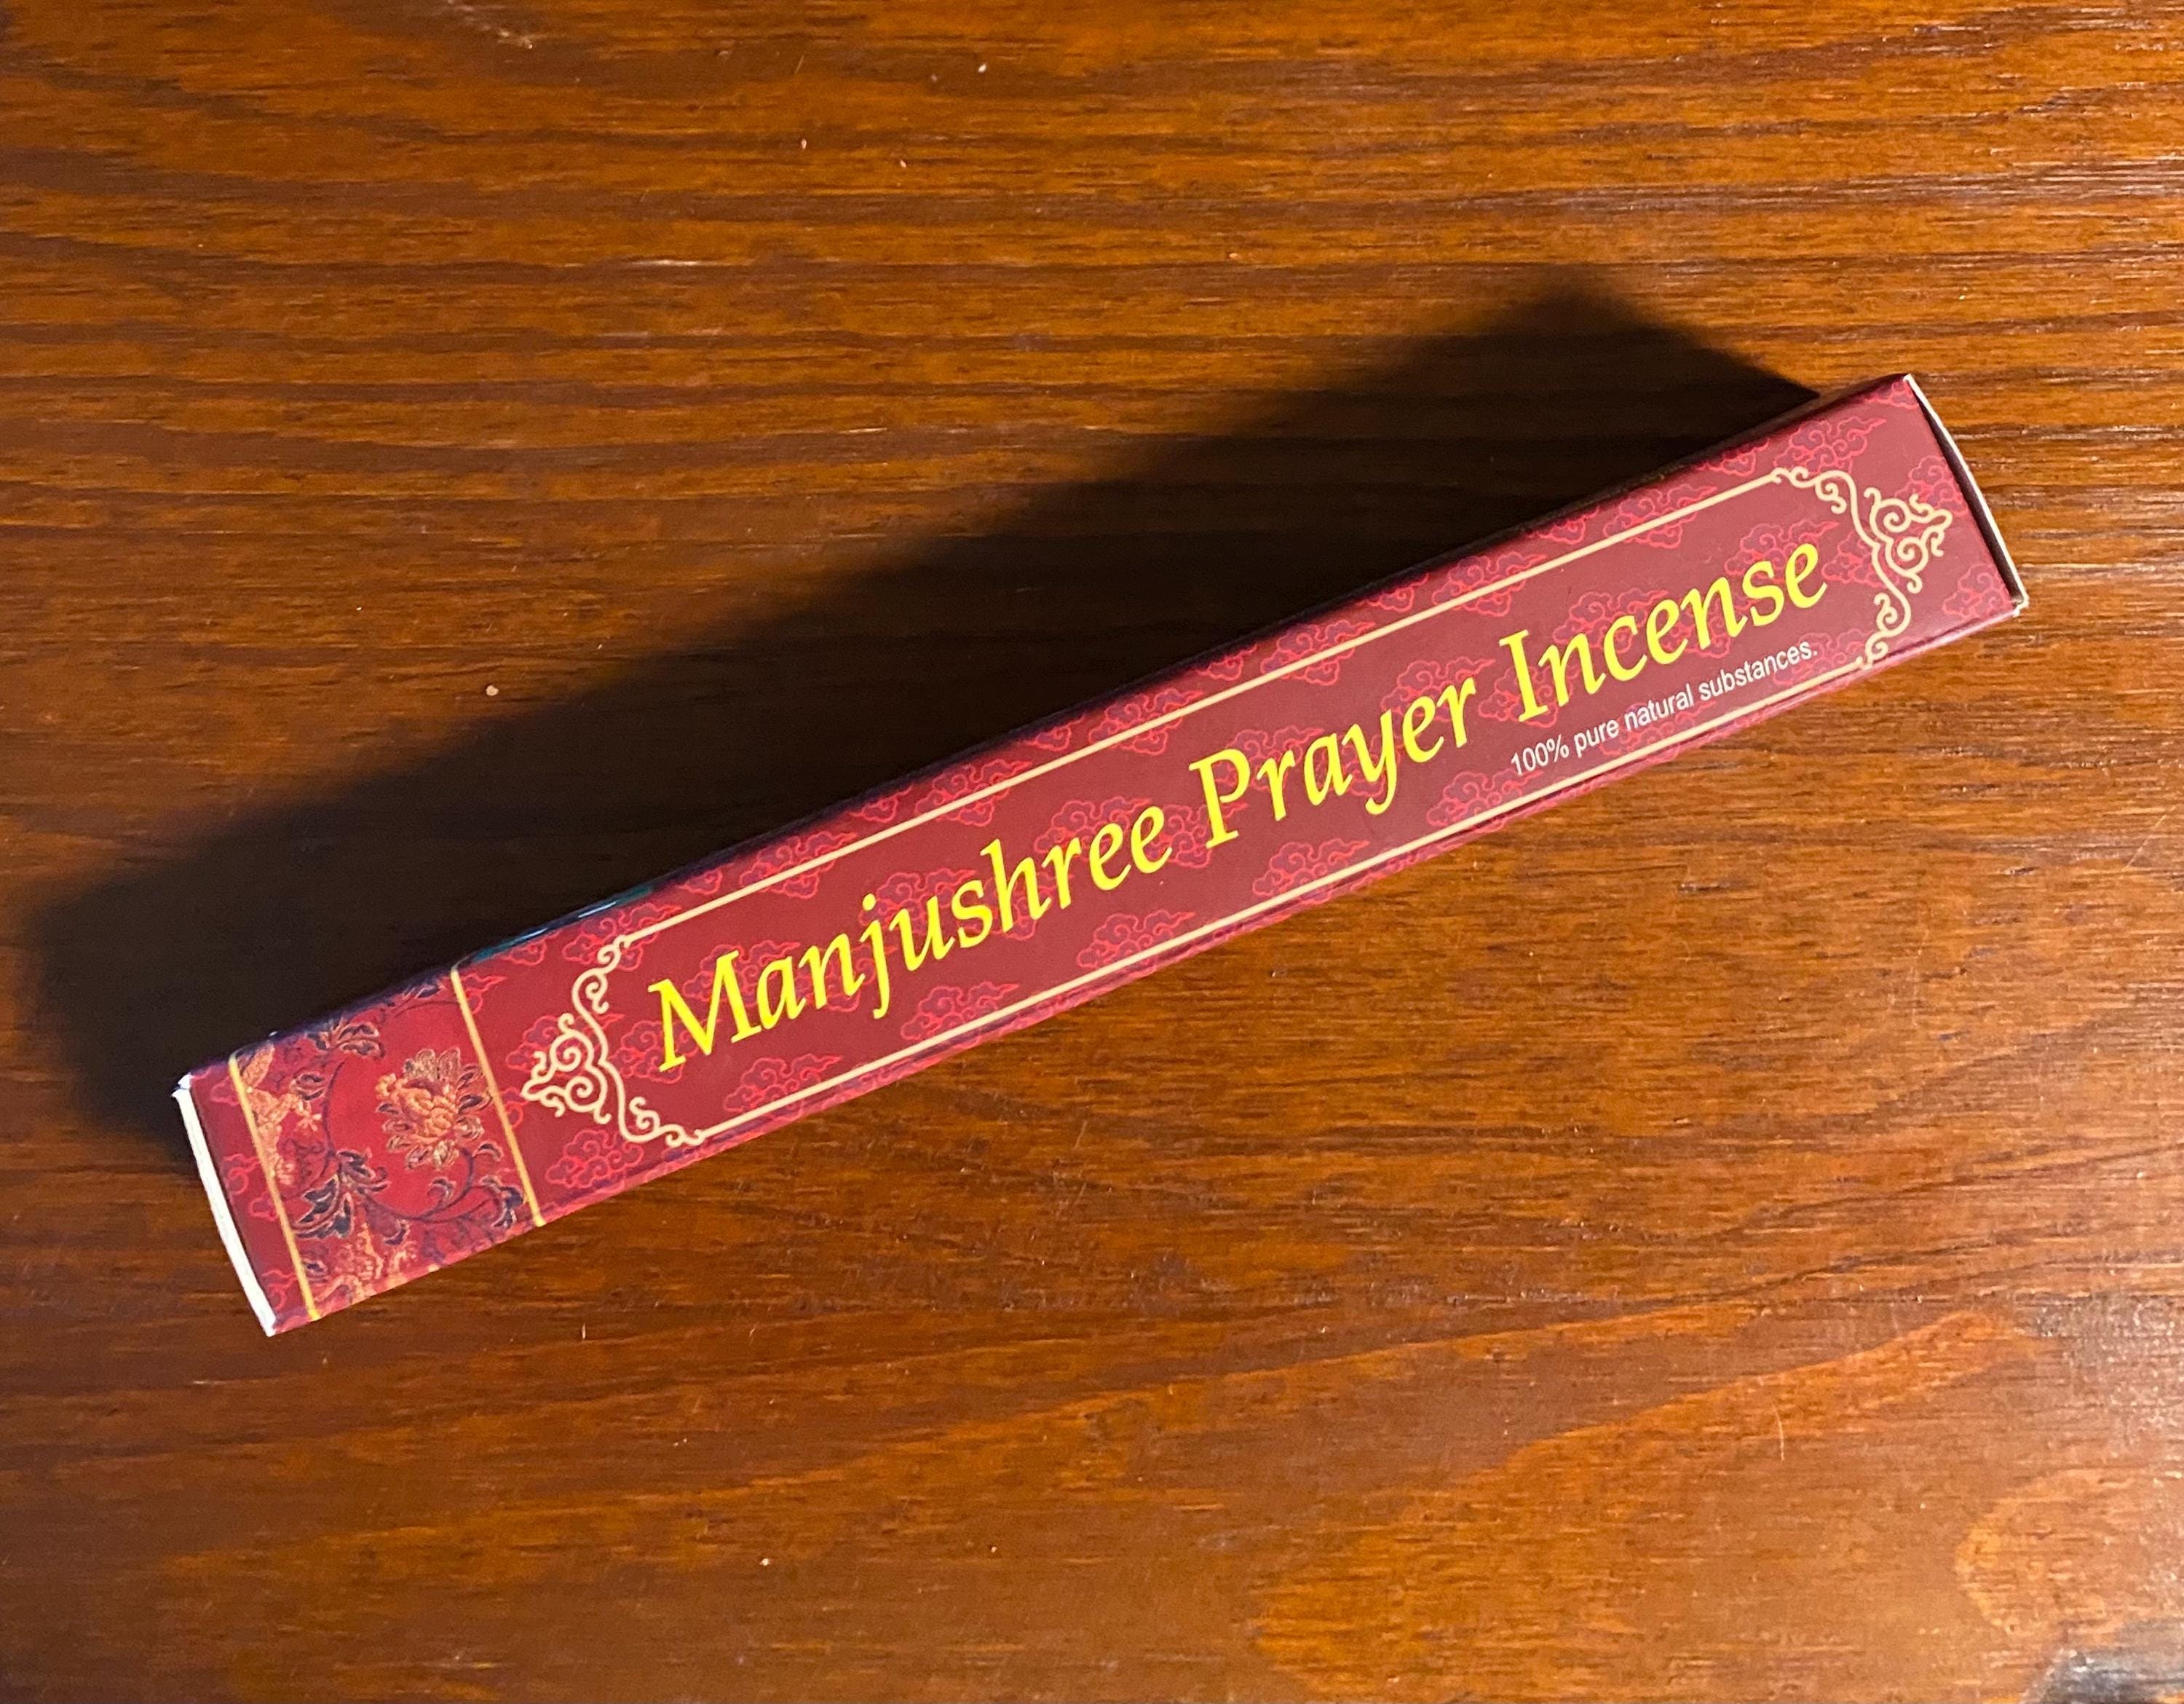 Manjushree Prayer Incense
100% pure natural substances.